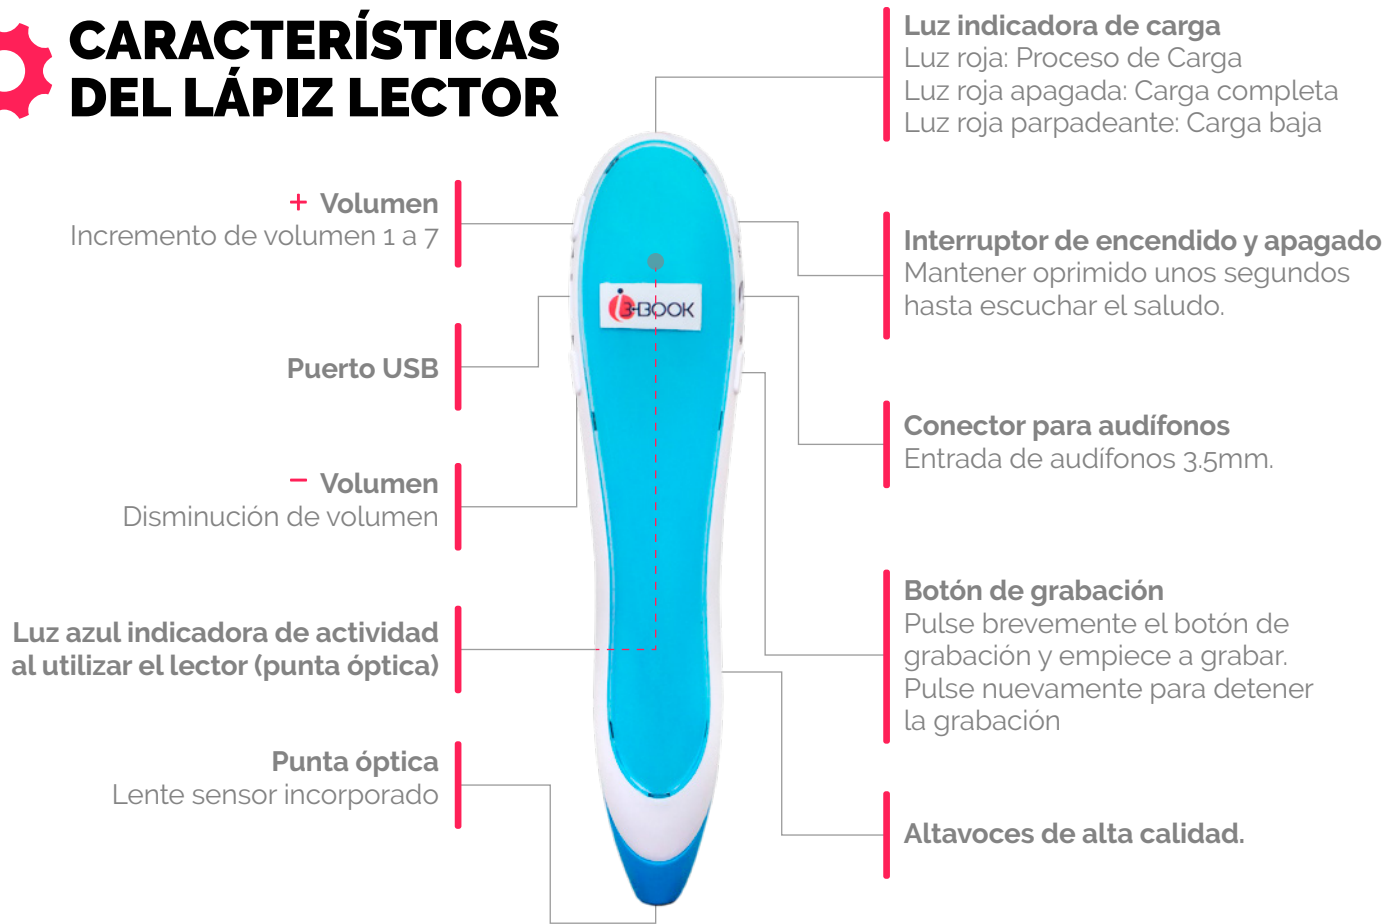 CARACTERÍSTICAS
DEL LÁPIZ LECTOR
+ Volumen
Incremento de volumen 1 a 7
Puerto USB
− Volumen
Disminución de volumen
Luz azul indicadora de actividad
al utilizar el lector (punta óptica)
Punta óptica
Lente sensor incorporado
BOOK
Luz indicadora de carga
Luz roja: Proceso de Carga
Luz roja apagada: Carga completa
Luz roja parpadeante: Carga baja
Interruptor de encendido y apagado
Mantener oprimido unos segundos
hasta escuchar el saludo.
Conector para audífonos
Entrada de audífonos 3.5mm.
Botón de grabación
Pulse brevemente el botón de
grabación y empiece a grabar.
Pulse nuevamente para detener
la grabación
Altavoces de alta calidad.